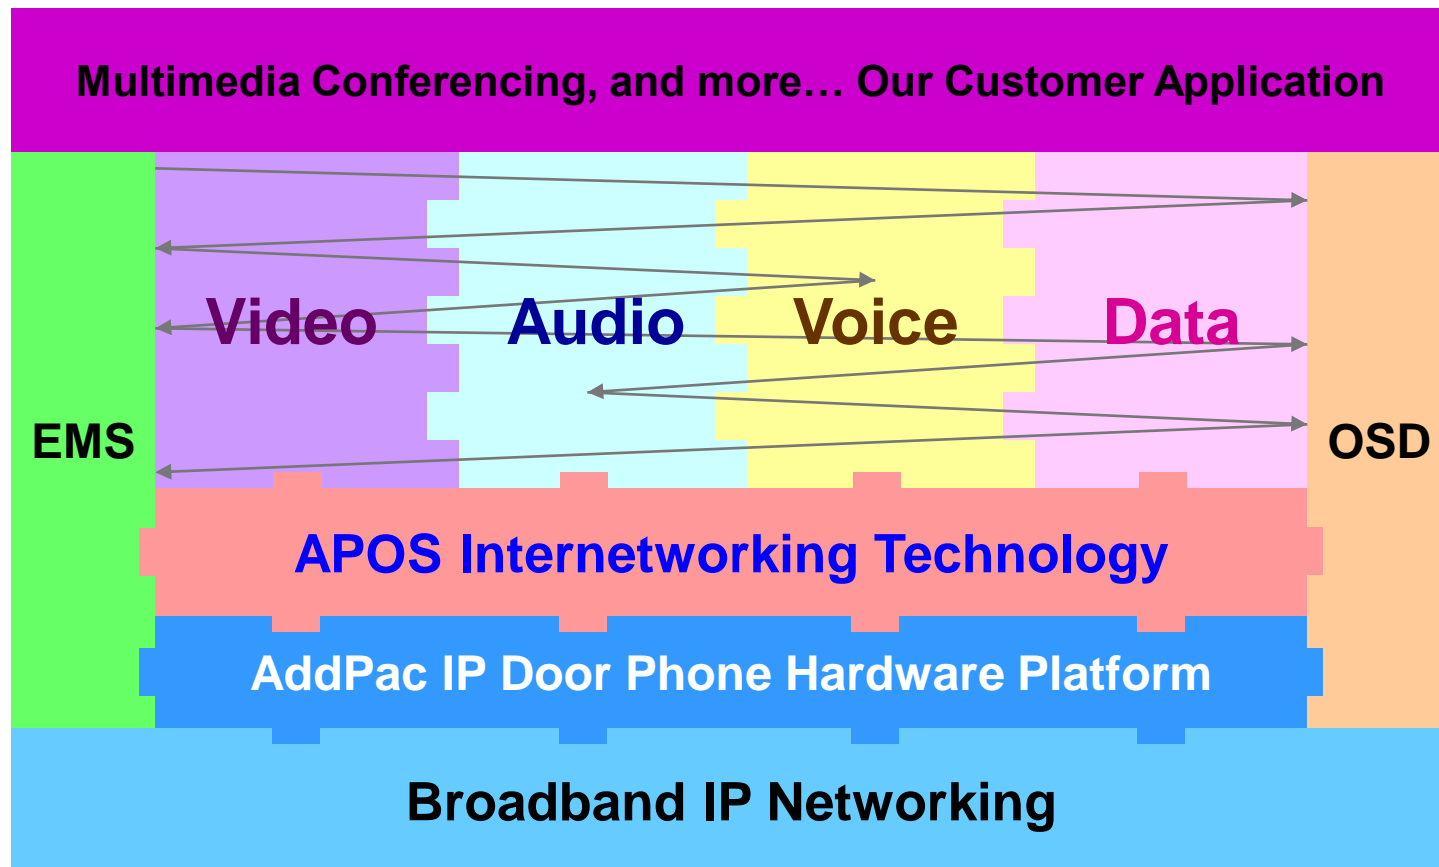 Multimedia Conferencing, and more… Our Customer Application
Video
Audio
Voice
Data
EMS
OSD
APOS Internetworking Technology
AddPac IP Door Phone Hardware Platform
Broadband IP Networking